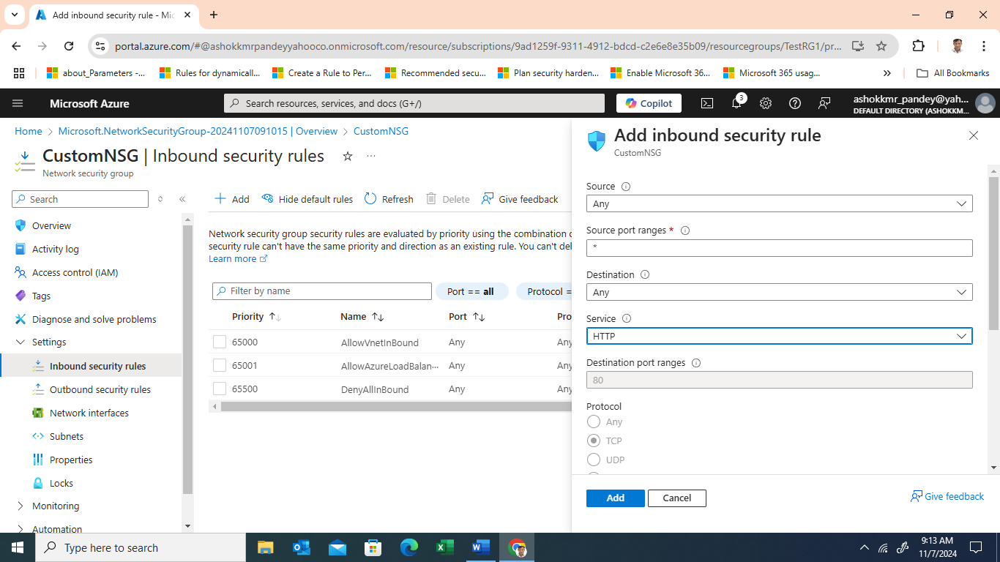 Add inbound security rule - Mic
portal.azure.com/#@ashokkmrpandeyyahooco.onmicrosoft.com/resource/subscriptions/9ad1259f-9311-4912-bdcd-c2e6e8e35b09/resourcegroups/TestRG1/pr...
about_Parameters -...
Rules for dynamicall...
Create a Rule to Per...
Recommended secu...
Plan security harden...
Enable Microsoft 36...
Microsoft 365 usag...
All Bookmarks
Microsoft Azure
Search resources, services, and docs (G+/)
Copilot
3
ashokkmr_pandey@yah...
DEFAULT DIRECTORY (ASHOKKM...
Home > Microsoft.NetworkSecurityGroup-20241107091015 | Overview > CustomNSG
CustomNSG | Inbound security rules
Network security group
Search
Overview
Activity log
Access control (IAM)
Tags
Diagnose and solve problems
Settings
Inbound security rules
Outbound security rules
Network interfaces
Subnets
Properties
Locks
Monitoring
Automation
Add
Hide default rules
Refresh
Delete
Give feedback
Network security group security rules are evaluated by priority using the combination o
security rule can't have the same priority and direction as an existing rule. You can't del
Learn more
Filter by name
Port == all
Protocol =
Priority Name Port Pro
65000 AllowVnetInBound Any Any
65001 AllowAzureLoadBalan... Any Any
65500 DenyAllInBound Any Any
Add inbound security rule
CustomNSG
Source
Any
Source port ranges *
*
Destination
Any
Service
HTTP
Destination port ranges
80
Protocol
Any
TCP
UDP
Add
Cancel
Give feedback
Type here to search
9:13 AM
11/7/2024